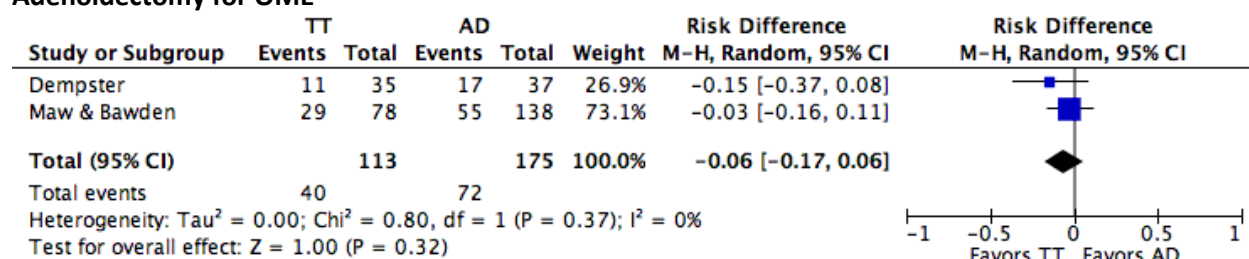 Adenoidectomy for OME
TT AD Risk Difference Risk Difference
Study or Subgroup Events Total Events Total Weight M-H, Random, 95% CI M-H, Random, 95% CI
Dempster 11 35 17 37 26.9% -0.15 [-0.37, 0.08]
Maw & Bawden 29 78 55 138 73.1% -0.03 [-0.16, 0.11]
Total (95% CI) 113 175 100.0% -0.06 [-0.17, 0.06]
Total events 40 72
Heterogeneity: Tau² = 0.00; Chi² = 0.80, df = 1 (P = 0.37); I² = 0%
Test for overall effect: Z = 1.00 (P = 0.32)
-1 -0.5 0 0.5 1
Favors TT Favors AD